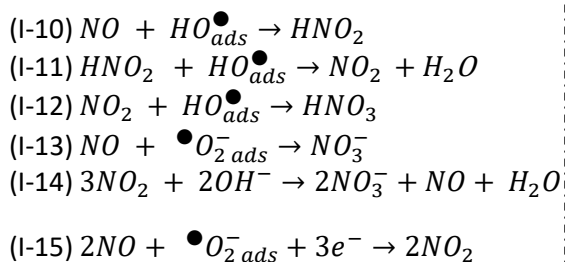 (I-10) NO + HO●ads → HNO2
(I-11) HNO2 + HO●ads → NO2 + H2O
(I-12) NO2 + HO●ads → HNO3
(I-13) NO + ●O2−ads → NO3−
(I-14) 3NO2 + 2OH− → 2NO3− + NO + H2O
(I-15) 2NO + ●O2−ads + 3e− → 2NO2